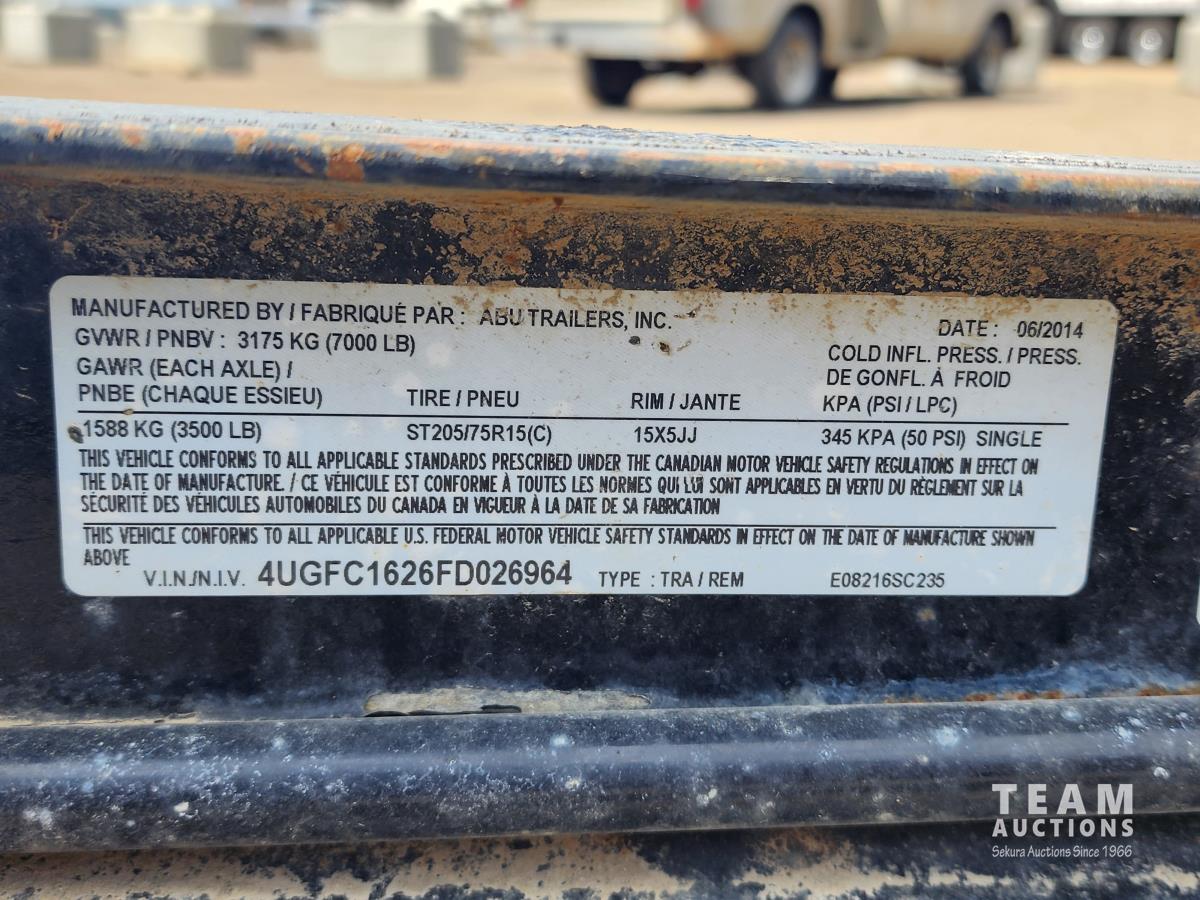 MANUFACTURED BY / FABRIQUÉ PAR : ABU TRAILERS, INC.
DATE : 06/2014
GVWR / PNBV : 3175 KG (7000 LB)
GAWR (EACH AXLE) /
PNBE (CHAQUE ESSIEU)
TIRE / PNEU
RIM / JANTE
COLD INFL. PRESS. / PRESS.
DE GONFL. À FROID
KPA (PSI / LPC)
1588 KG (3500 LB) ST205/75R15(C) 15X5JJ 345 KPA (50 PSI) SINGLE
THIS VEHICLE CONFORMS TO ALL APPLICABLE STANDARDS PRESCRIBED UNDER THE CANADIAN MOTOR VEHICLE SAFETY REGULATIONS IN EFFECT ON
THE DATE OF MANUFACTURE. / CE VÉHICULE EST CONFORME À TOUTES LES NORMES QUI LUI SONT APPLICABLES EN VERTU DU RÈGLEMENT SUR LA
SÉCURITÉ DES VÉHICULES AUTOMOBILES DU CANADA EN VIGUEUR À LA DATE DE SA FABRICATION
THIS VEHICLE CONFORMS TO ALL APPLICABLE U.S. FEDERAL MOTOR VEHICLE SAFETY STANDARDS IN EFFECT ON THE DATE OF MANUFACTURE SHOWN
ABOVE
V.I.N./N.I.V. 4UGFC1626FD026964 TYPE : TRA / REM E08216SC235
TEAM
AUCTIONS
Sekura Auctions Since 1966